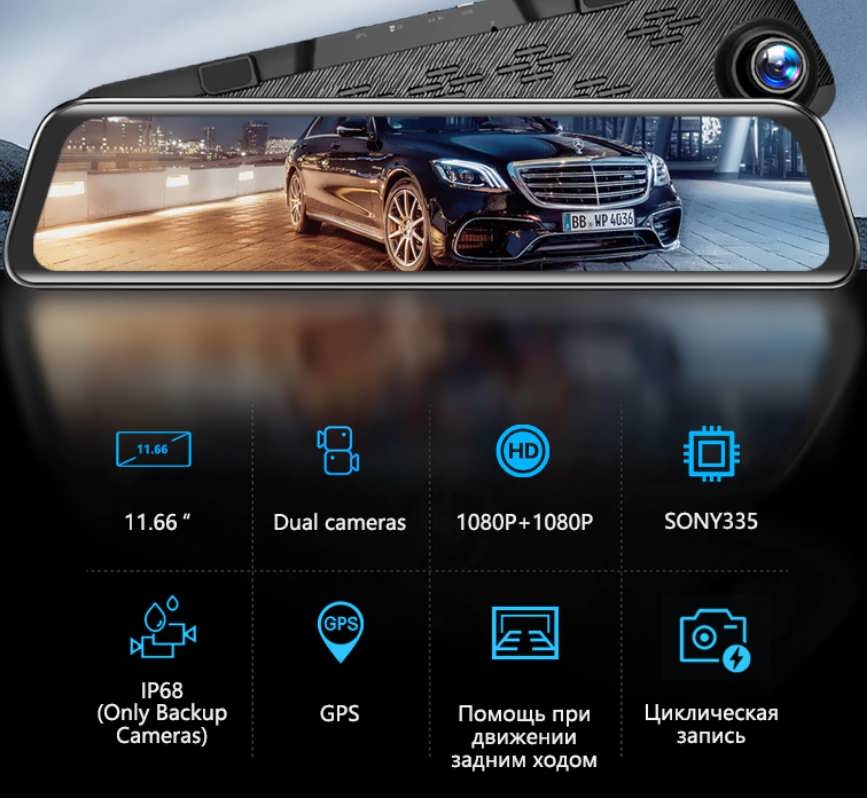 BB WP 4036
11.66
HD
11.66 “
Dual cameras
1080P+1080P
SONY335
GPS
IP68
(Only Backup
Cameras)
GPS
Помощь при
движении
задним ходом
Циклическая
запись